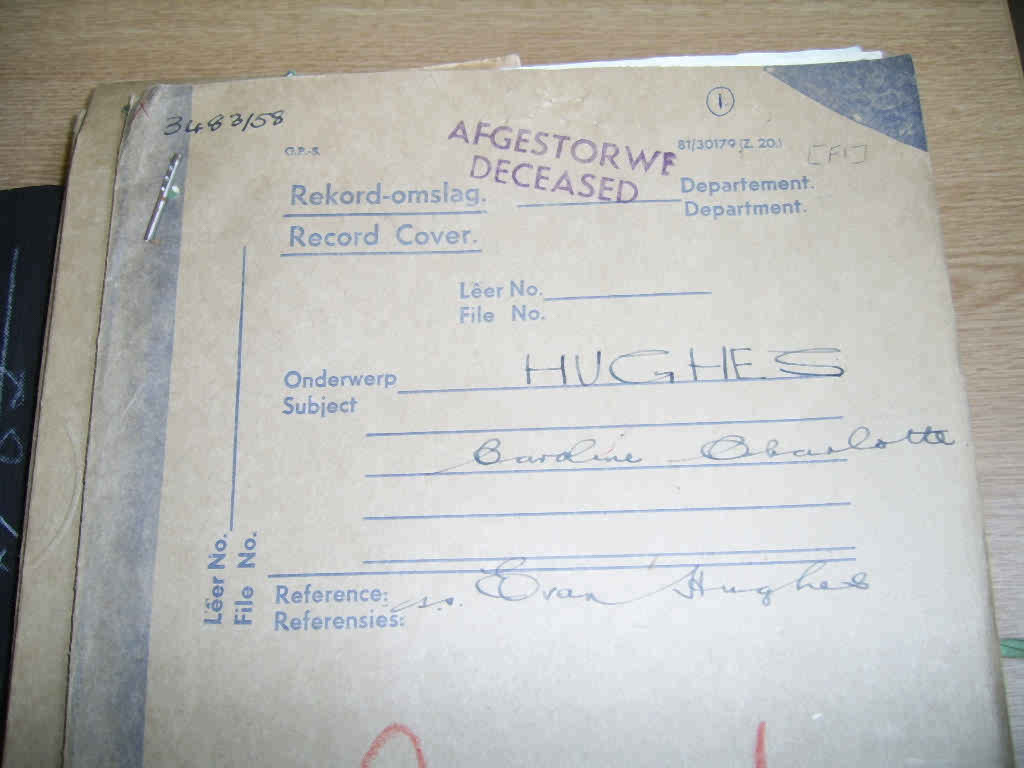 3483/58
①
G.P.-S.
AFGESTORWE
DECEASED
81/30179 (Z. 20.)
[F1]
Rekord-omslag.
Record Cover.
Departement.
Department.
Lêer No.
File No.
Onderwerp
Subject
HUGHES
Caroline Charlotte
Lêer No.
File No.
Reference:
Referensies:
s.s. Evan Hughes